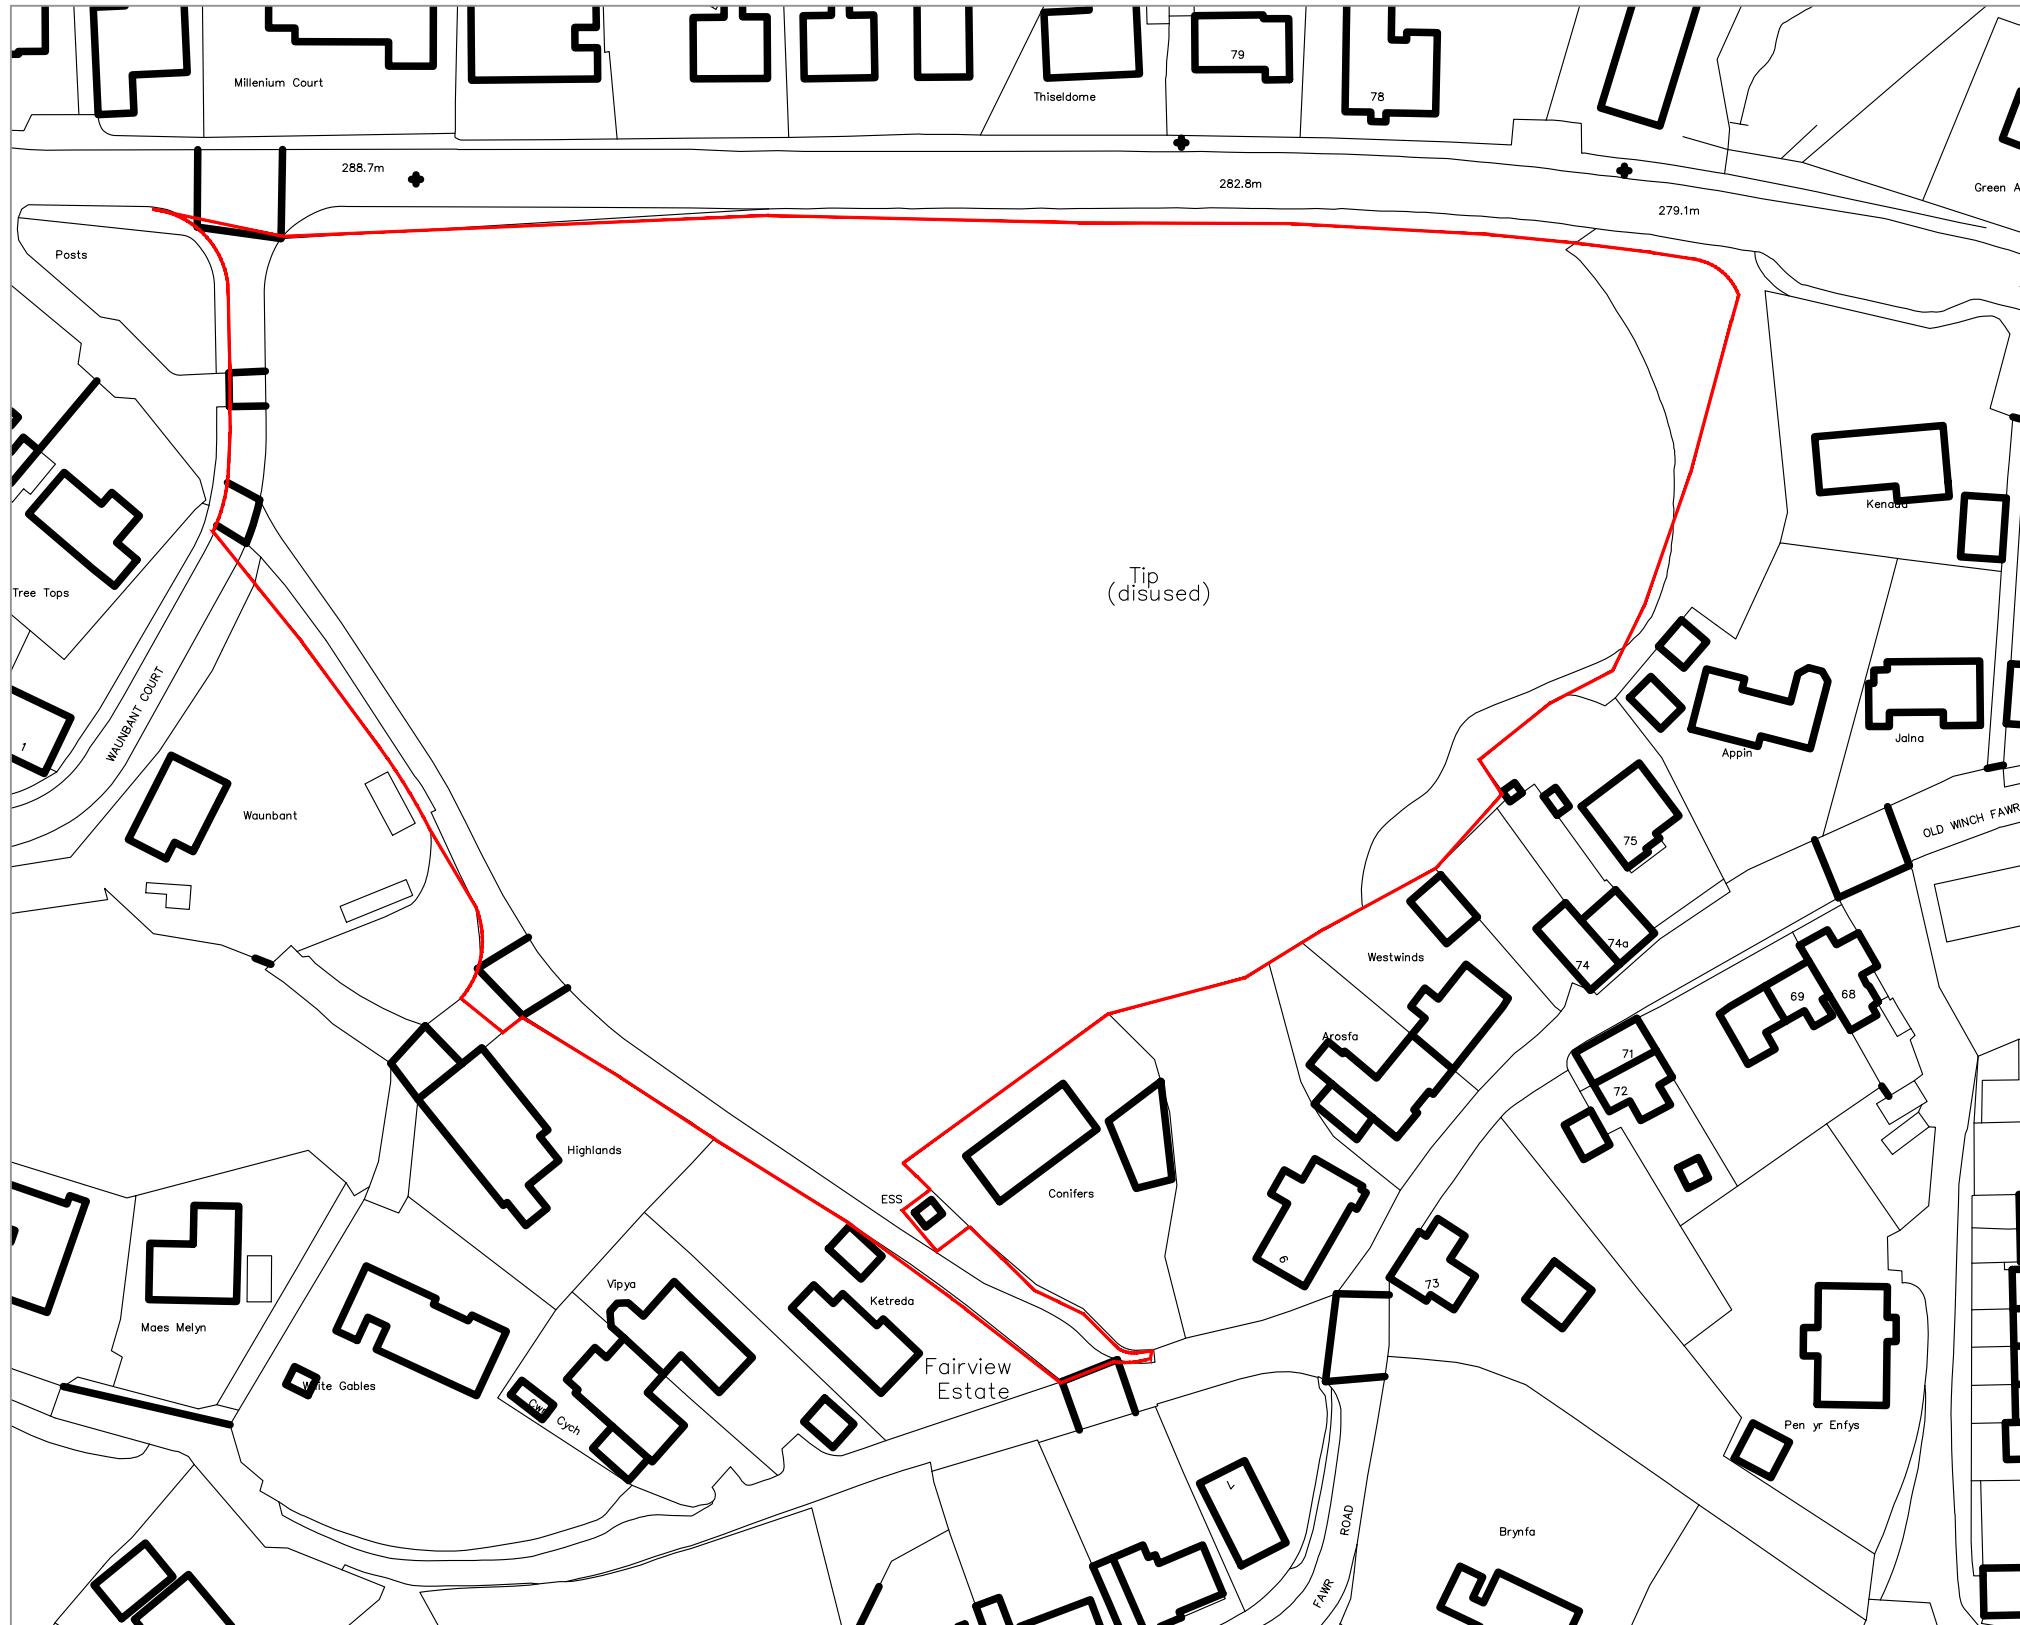 79
78
Millenium Court
Thiseldome
288.7m
282.8m
279.1m
Green A
Posts
Kenada
Tip
(disused)
Tree Tops
WAUNBANT COURT
1
Waunbant
Appin
Jalna
OLD WINCH FAWR
75
74a
74
Westwinds
69
68
Arosfa
71
72
Highlands
ESS
Conifers
6
73
Vipya
Ketreda
Maes Melyn
White Gables
Fairview
Estate
Cwm Cych
Pen yr Enfys
7
FAWR ROAD
Brynfa